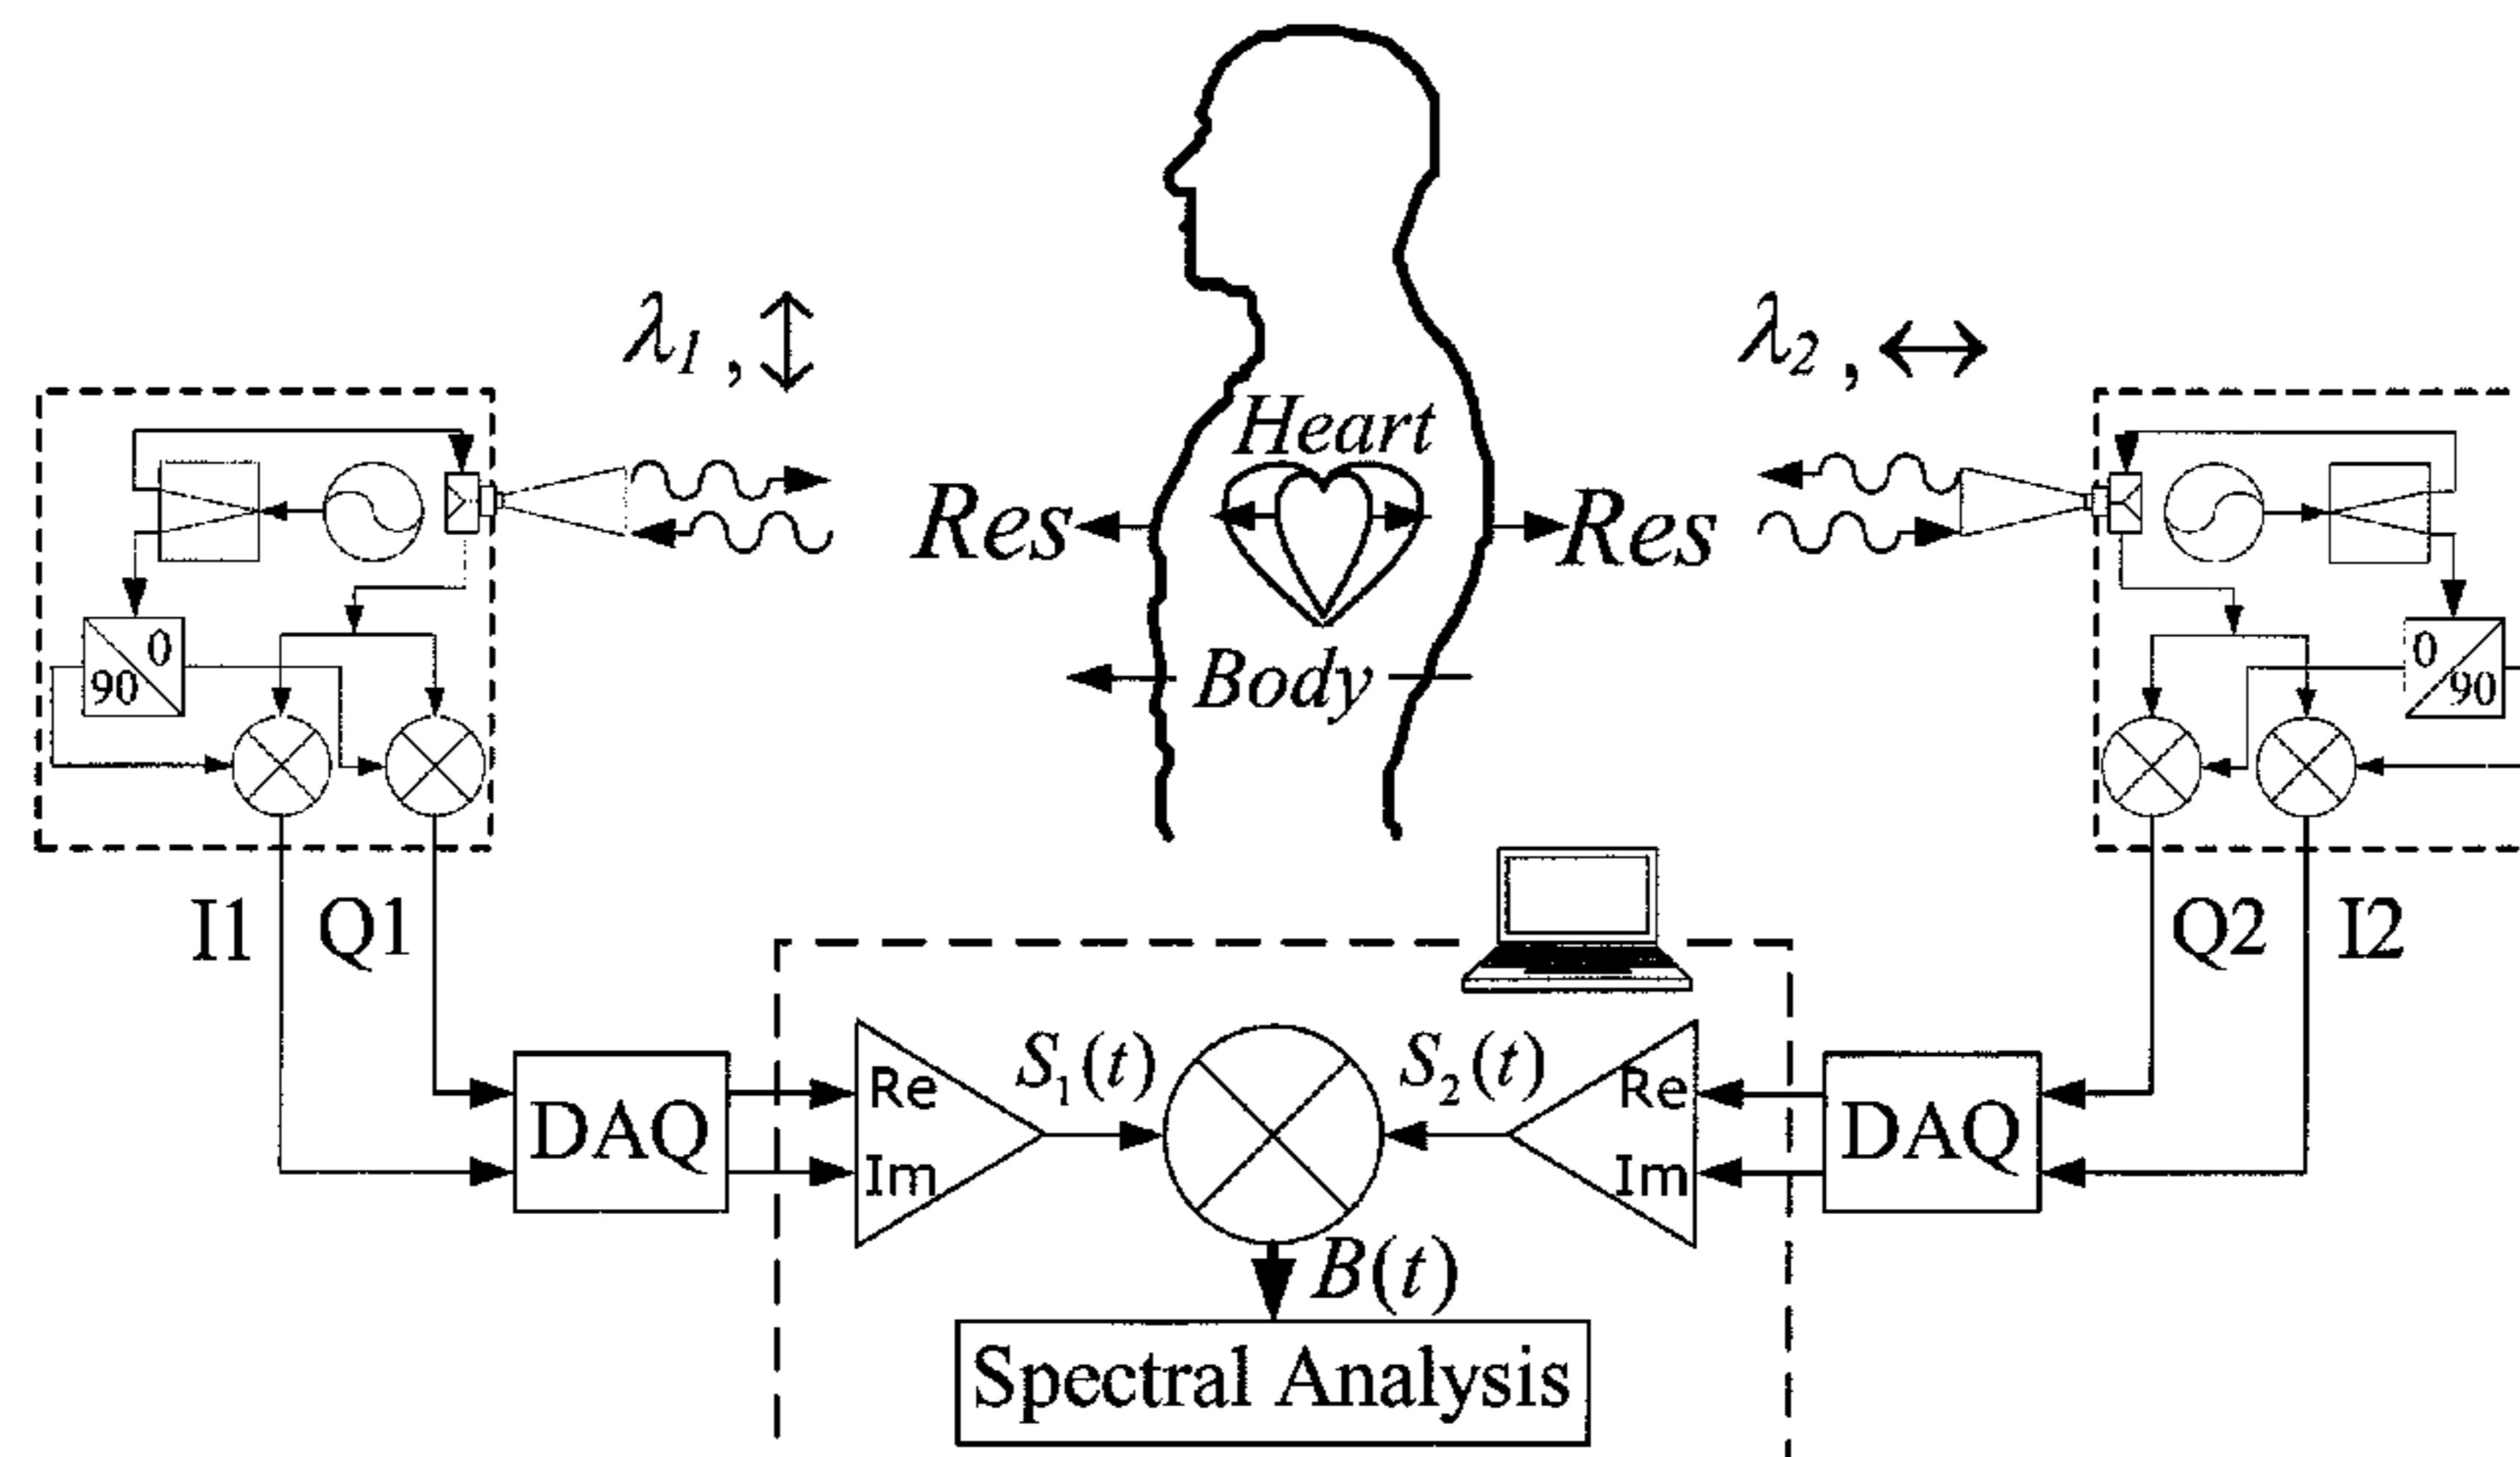 λ1 , ↕
λ2 , ↔
Heart
Res
Res
Body
0
90
0
90
I1
Q1
Q2
I2
S1(t)
S2(t)
Re
Im
Re
Im
DAQ
DAQ
B(t)
Spectral Analysis